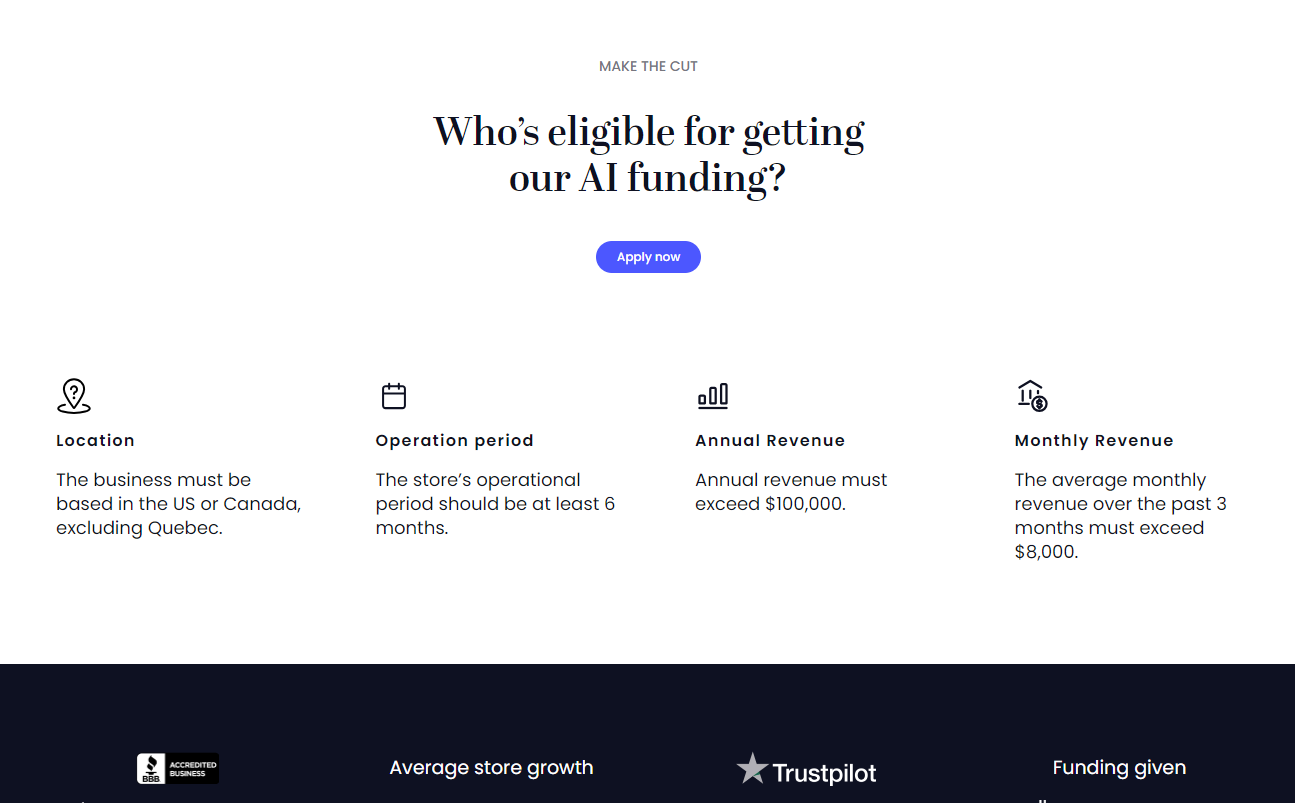 MAKE THE CUT
Who’s eligible for getting
our AI funding?
Apply now
Location
The business must be
based in the US or Canada,
excluding Quebec.
Operation period
The store’s operational
period should be at least 6
months.
Annual Revenue
Annual revenue must
exceed $100,000.
Monthly Revenue
The average monthly
revenue over the past 3
months must exceed
$8,000.
BBB
ACCREDITED
BUSINESS
Average store growth
Trustpilot
Funding given